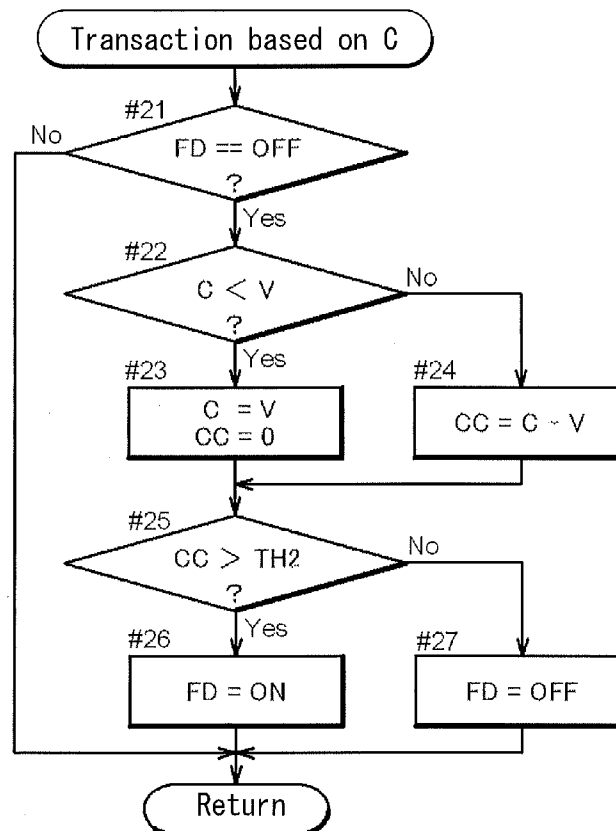 Transaction based on C
#21
No
FD == OFF
?
Yes
#22
No
C < V
?
Yes
#23
#24
C = V
CC = 0
CC = C - V
#25
No
CC > TH2
?
Yes
#26
#27
FD = ON
FD = OFF
Return